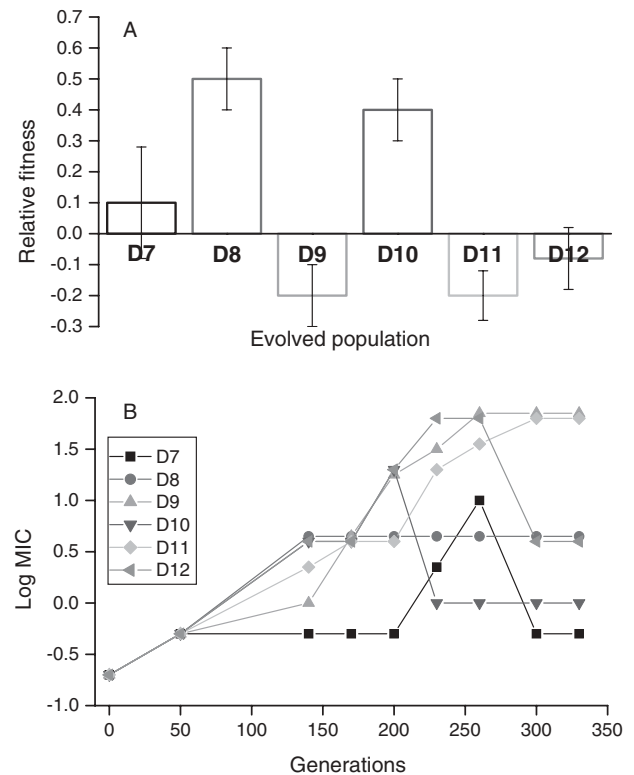 A
0.7
0.6
0.5
0.4
0.3
0.2
0.1
0.0
-0.1
-0.2
-0.3
Relative fitness
D7 D8 D9 D10 D11 D12
Evolved population
B
2.0
1.5
1.0
0.5
0.0
-0.5
-1.0
Log MIC
D7
D8
D9
D10
D11
D12
0 50 100 150 200 250 300 350
Generations